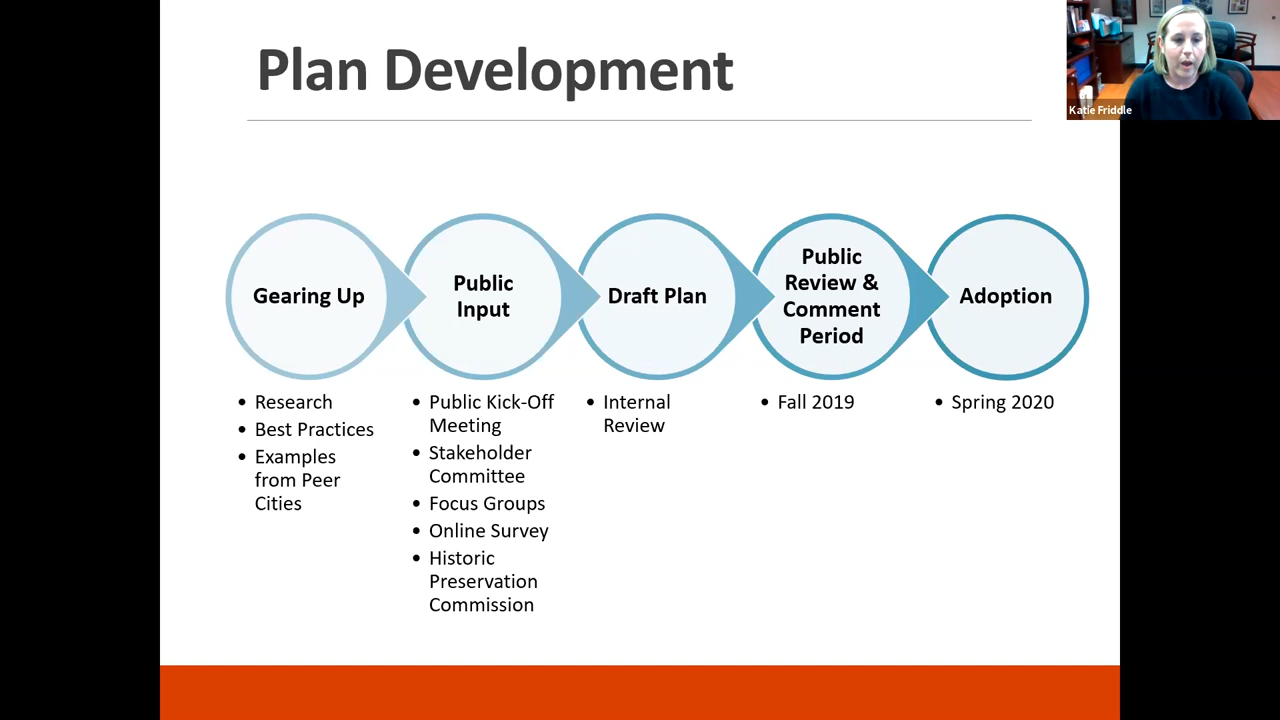 Plan Development
Katie Friddle
Gearing Up
Public
Input
Draft Plan
Public
Review &
Comment
Period
Adoption
• Research
• Best Practices
• Examples
from Peer
Cities
• Public Kick-Off
Meeting
• Stakeholder
Committee
• Focus Groups
• Online Survey
• Historic
Preservation
Commission
• Internal
Review
• Fall 2019
• Spring 2020